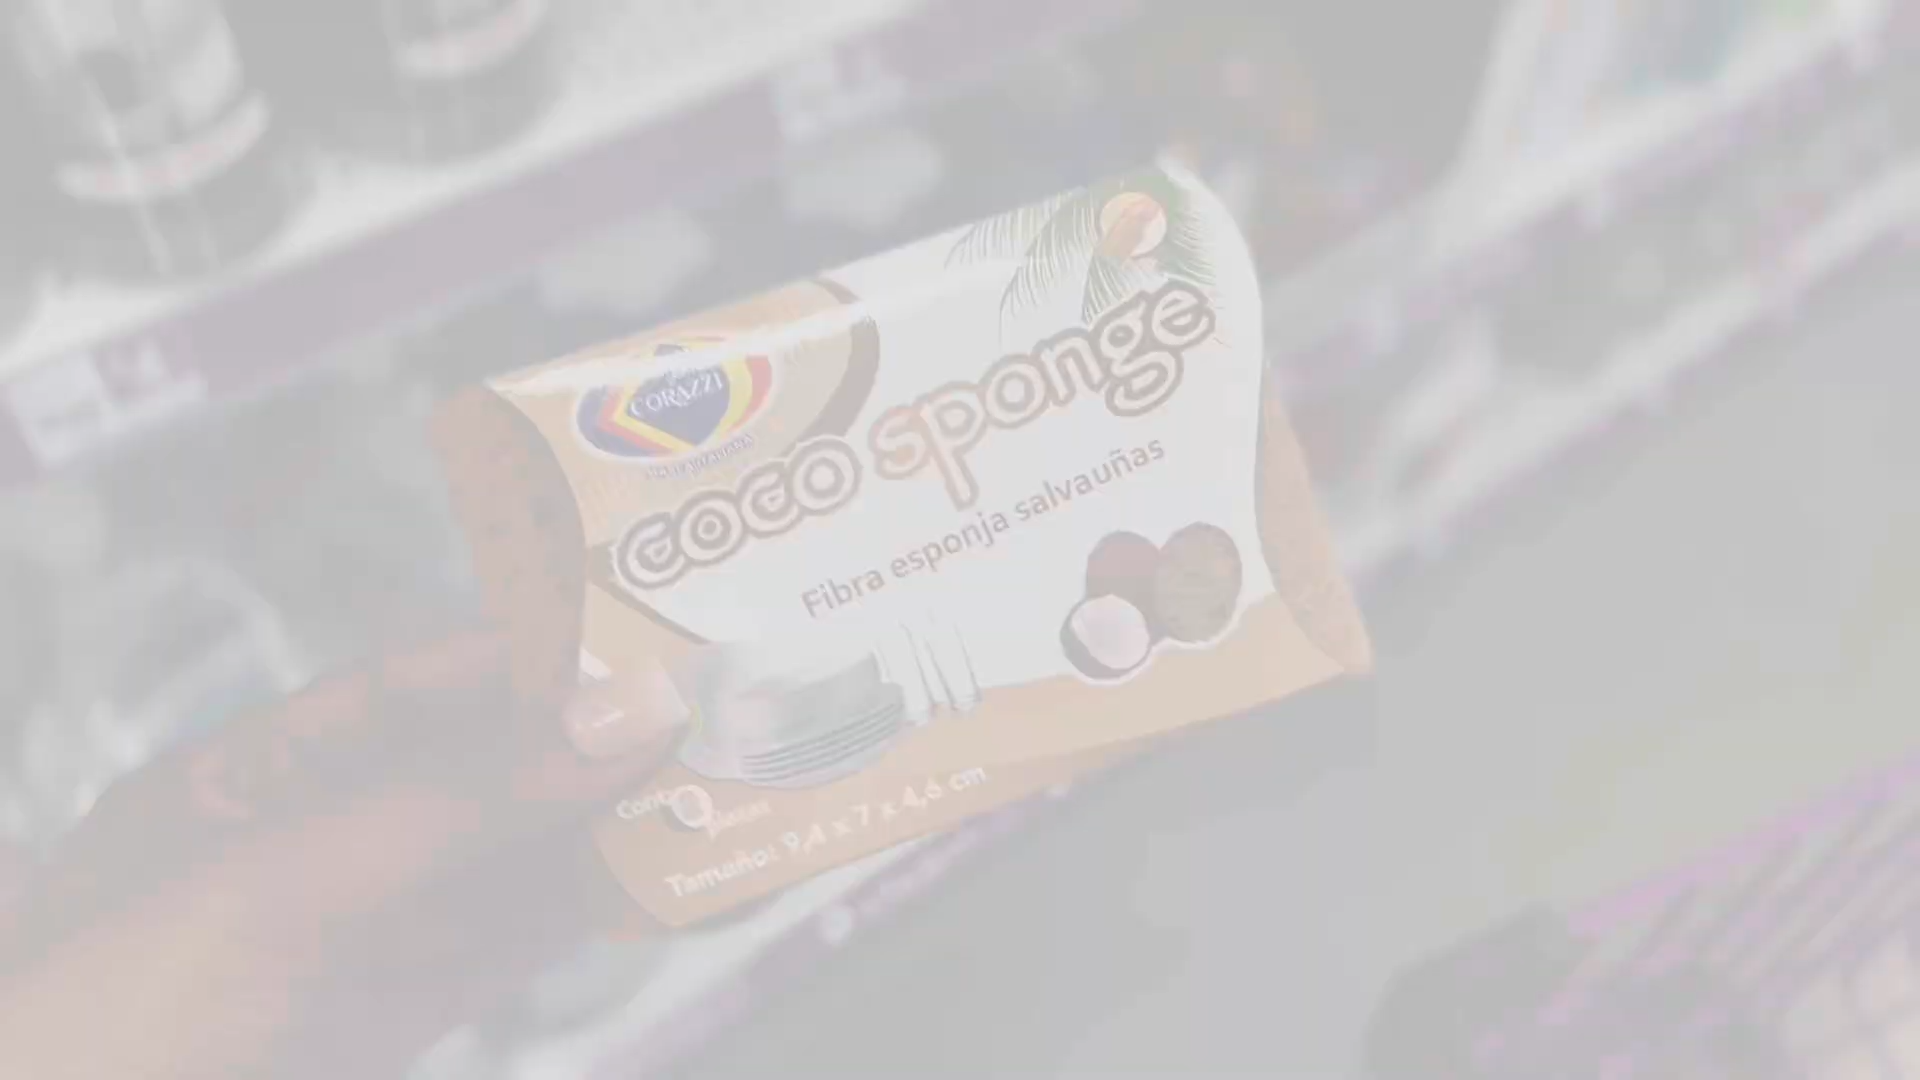 CORAZZI
coco sponge
Fibra esponja salvauñas
Tamaño: 9,4 x 7 x 4,6 cm